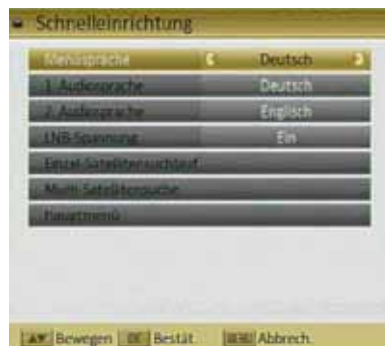 Schnelleinrichtung
Menüsprache Deutsch
1. Audiosprache Deutsch
2. Audiosprache Englisch
LNB-Spannung Ein
Einzel-Satellitensuchlauf
Multi-Satellitensuche
Hauptmenü
Bewegen OK Bestät. Abbrech.